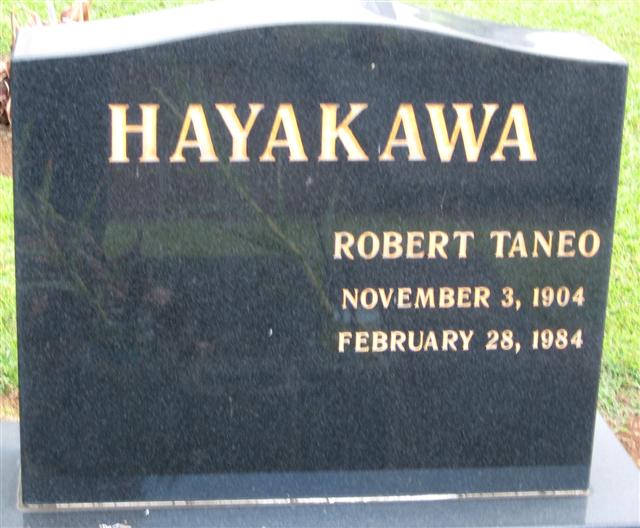 HAYAKAWA
ROBERT TANEO
NOVEMBER 3, 1904
FEBRUARY 28, 1984